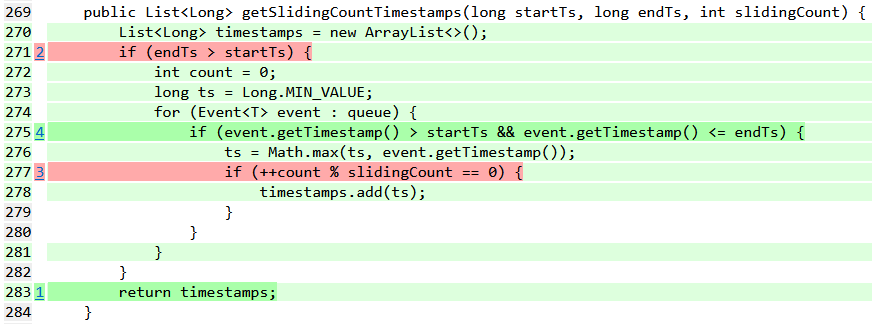 269     public List<Long> getSlidingCountTimestamps(long startTs, long endTs, int slidingCount) {
270         List<Long> timestamps = new ArrayList<>();
271 2         if (endTs > startTs) {
272             int count = 0;
273             long ts = Long.MIN_VALUE;
274             for (Event<T> event : queue) {
275 4                 if (event.getTimestamp() > startTs && event.getTimestamp() <= endTs) {
276                     ts = Math.max(ts, event.getTimestamp());
277 3                     if (++count % slidingCount == 0) {
278                         timestamps.add(ts);
279                     }
280                 }
281             }
282         }
283 1         return timestamps;
284     }